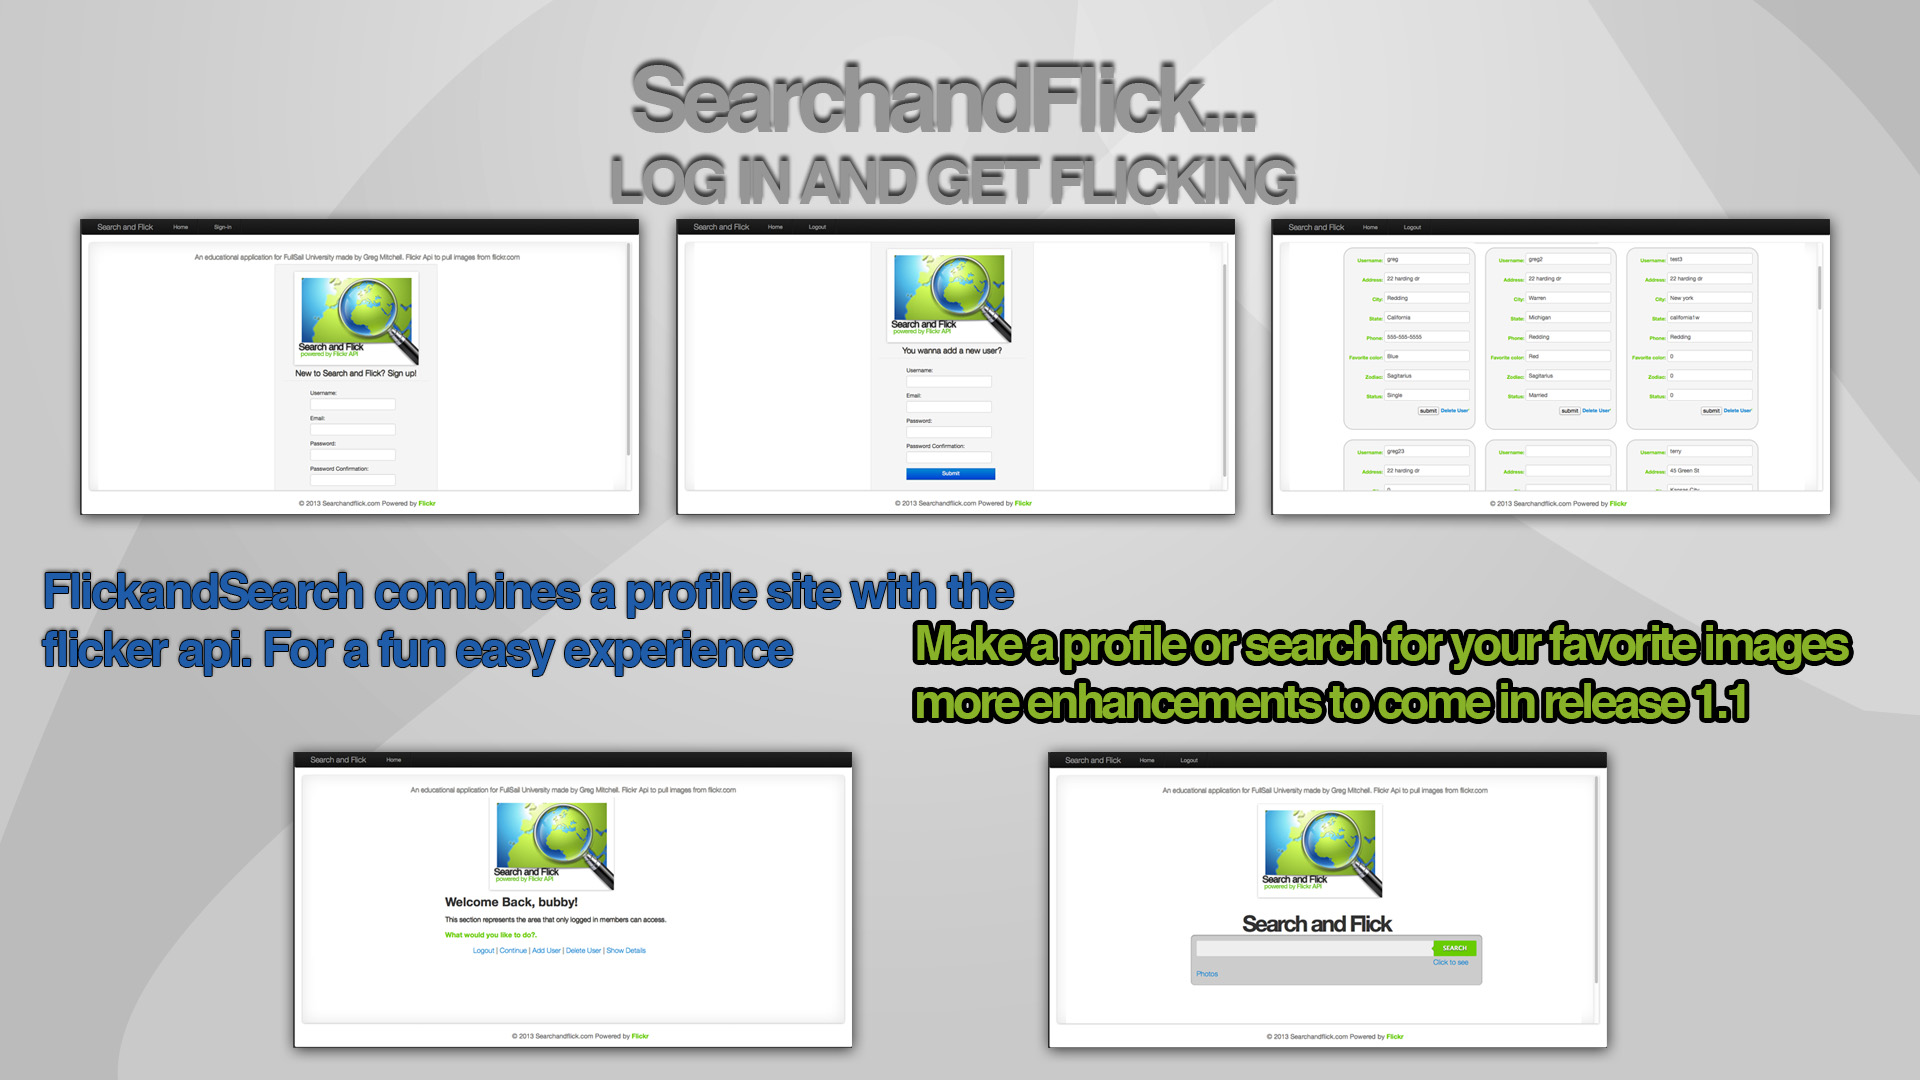 SearchandFlick...
LOG IN AND GET FLICKING
Search and Flick Home Sign-in
An educational application for FullSail University made by Greg Mitchell. Flickr Api to pull images from flickr.com
Search and Flick
powered by Flickr API
New to Search and Flick? Sign up!
Username:
Email:
Password:
Password Confirmation:
© 2013 Searchandflick.com Powered by Flickr
Search and Flick Home Logout
Search and Flick
powered by Flickr API
You wanna add a new user?
Username:
Email:
Password:
Password Confirmation:
Submit
© 2013 Searchandflick.com Powered by Flickr
Search and Flick Home Logout
Username: greg
Address: 22 harding dr
City: Redding
State: California
Phone: 555-555-5555
Favorite color: Blue
Zodiac: Sagitarius
Status: Single
submit Delete User'
Username: greg2
Address: 22 harding dr
City: Warren
State: Michigan
Phone: Redding
Favorite color: Red
Zodiac: Sagitarius
Status: Married
submit Delete User'
Username: test3
Address: 22 harding dr
City: New york
State: california1w
Phone: Redding
Favorite color: 0
Zodiac: 0
Status: 0
submit Delete User'
Username: greg23
Address: 22 harding dr
Username:
Address:
Username: terry
Address: 45 Green St
Kansas City
© 2013 Searchandflick.com Powered by Flickr
FlickandSearch combines a profile site with the
flicker api. For a fun easy experience
Make a profile or search for your favorite images
more enhancements to come in release 1.1
Search and Flick Home
An educational application for FullSail University made by Greg Mitchell. Flickr Api to pull images from flickr.com
Search and Flick
powered by Flickr API
Welcome Back, bubby!
This section represents the area that only logged in members can access.
What would you like to do?.
Logout | Continue | Add User | Delete User | Show Details
© 2013 Searchandflick.com Powered by Flickr
Search and Flick Home Logout
An educational application for FullSail University made by Greg Mitchell. Flickr Api to pull images from flickr.com
Search and Flick
powered by Flickr API
Search and Flick
SEARCH
Click to see
Photos
© 2013 Searchandflick.com Powered by Flickr